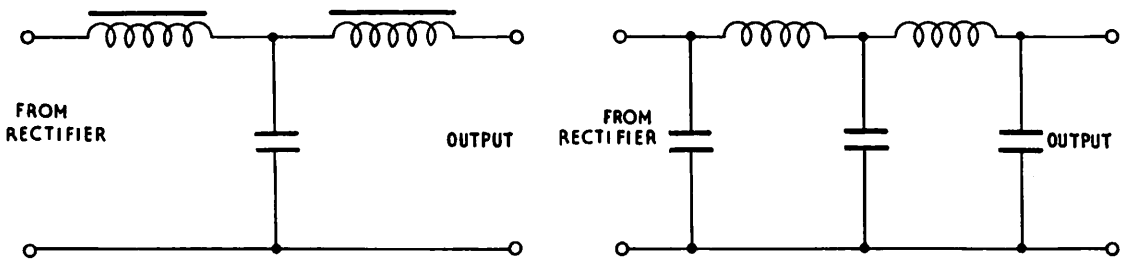 FROM
RECTIFIER
OUTPUT
FROM
RECTIFIER
OUTPUT